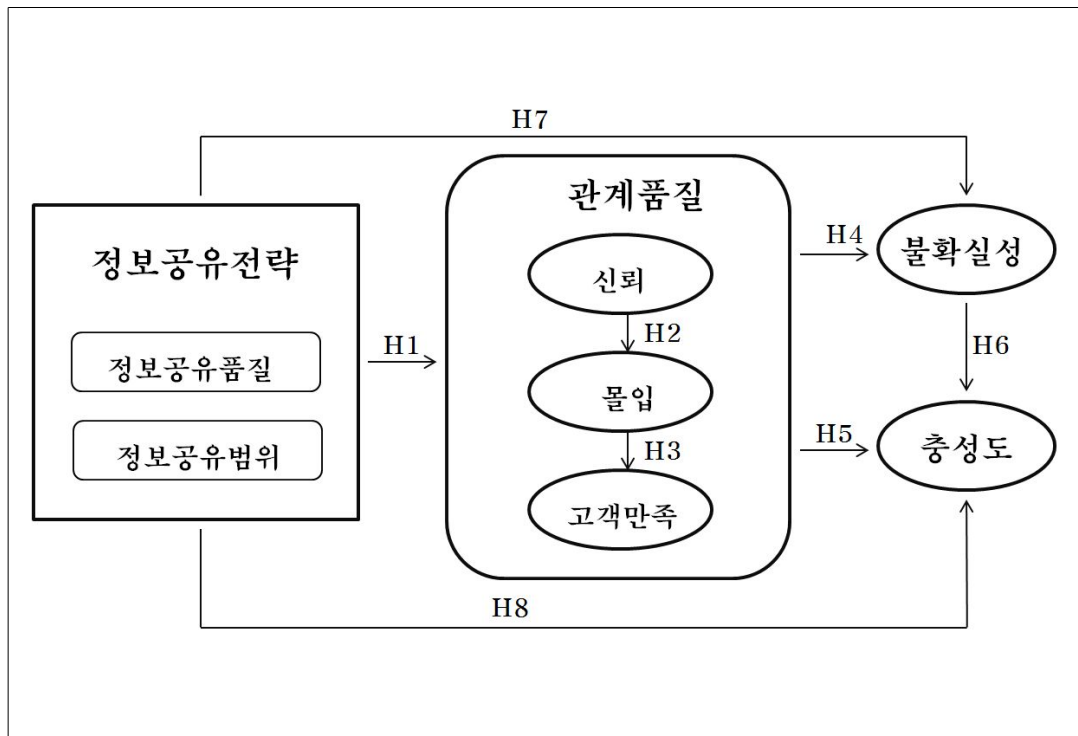 H7
관계품질
정보공유전략
신뢰
H4
불확실성
H2
H1
정보공유품질
몰입
H6
H3
H5
충성도
정보공유범위
고객만족
H8